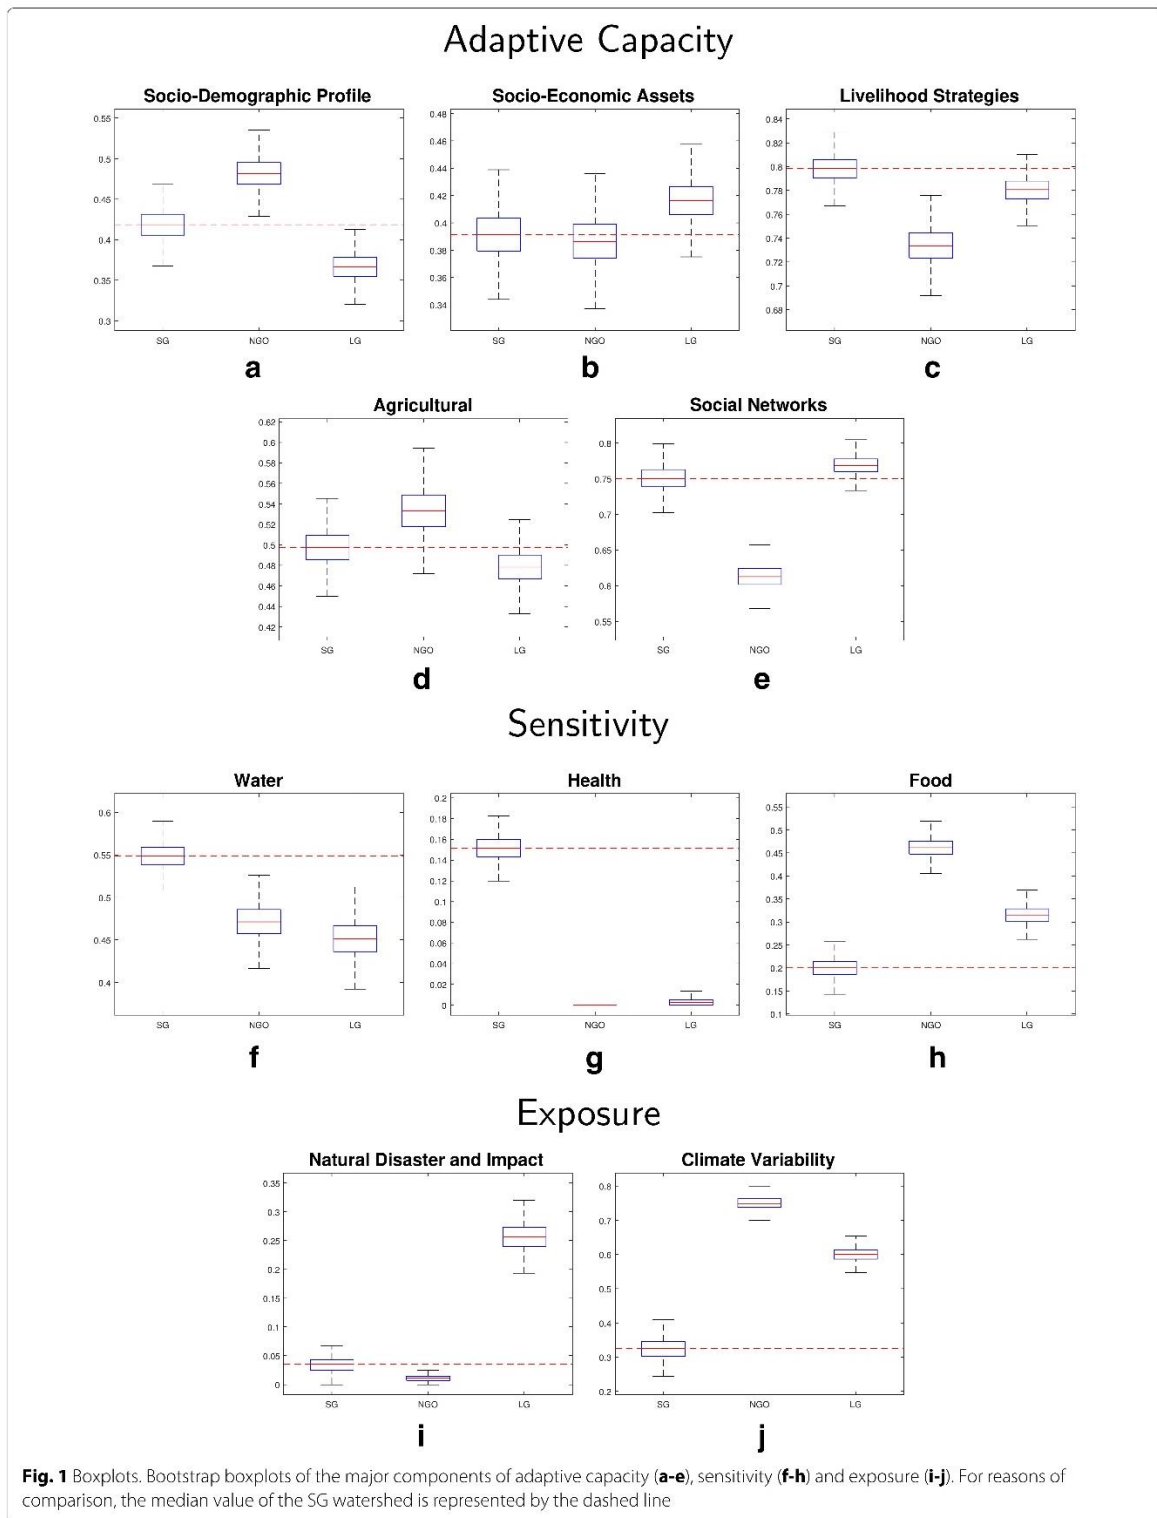 Adaptive Capacity
Socio-Demographic Profile
0.55
0.5
0.45
0.4
0.35
0.3
SG NGO LG
a
Socio-Economic Assets
0.48
0.46
0.44
0.42
0.4
0.38
0.36
0.34
SG NGO LG
b
Livelihood Strategies
0.84
0.82
0.8
0.78
0.76
0.74
0.72
0.7
0.68
SG NGO LG
c
Agricultural
0.62
0.6
0.58
0.56
0.54
0.52
0.5
0.48
0.46
0.44
0.42
SG NGO LG
d
Social Networks
0.8
0.75
0.7
0.65
0.6
0.55
SG NGO LG
e
Sensitivity
Water
0.6
0.55
0.5
0.45
0.4
SG NGO LG
f
Health
0.2
0.18
0.16
0.14
0.12
0.1
0.08
0.06
0.04
0.02
0
SG NGO LG
g
Food
0.55
0.5
0.45
0.4
0.35
0.3
0.25
0.2
0.15
0.1
SG NGO LG
h
Exposure
Natural Disaster and Impact
0.35
0.3
0.25
0.2
0.15
0.1
0.05
0
SG NGO LG
i
Climate Variability
0.8
0.7
0.6
0.5
0.4
0.3
0.2
SG NGO LG
j
Fig. 1 Boxplots. Bootstrap boxplots of the major components of adaptive capacity (a-e), sensitivity (f-h) and exposure (i-j). For reasons of
comparison, the median value of the SG watershed is represented by the dashed line